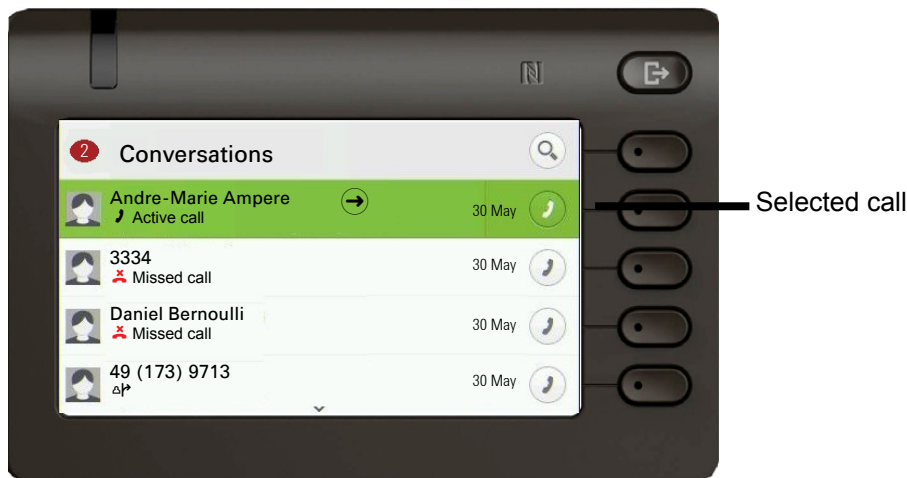 2 Conversations
Andre-Marie Ampere
Active call
30 May
3334
Missed call
30 May
Daniel Bernoulli
Missed call
30 May
49 (173) 9713
30 May
Selected call